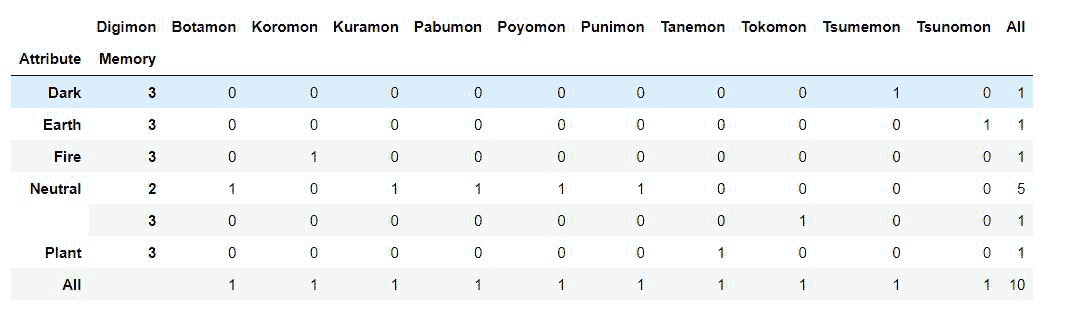 Digimon Botamon Koromon Kuramon Pabumon Poyomon Punimon Tanemon Tokomon Tsumemon Tsunomon All
Attribute Memory
Dark 3 0 0 0 0 0 0 0 0 1 0 1
Earth 3 0 0 0 0 0 0 0 0 0 1 1
Fire 3 0 1 0 0 0 0 0 0 0 0 1
Neutral 2 1 0 1 1 1 1 0 0 0 0 5
3 0 0 0 0 0 0 0 1 0 0 1
Plant 3 0 0 0 0 0 0 1 0 0 0 1
All 1 1 1 1 1 1 1 1 1 1 10